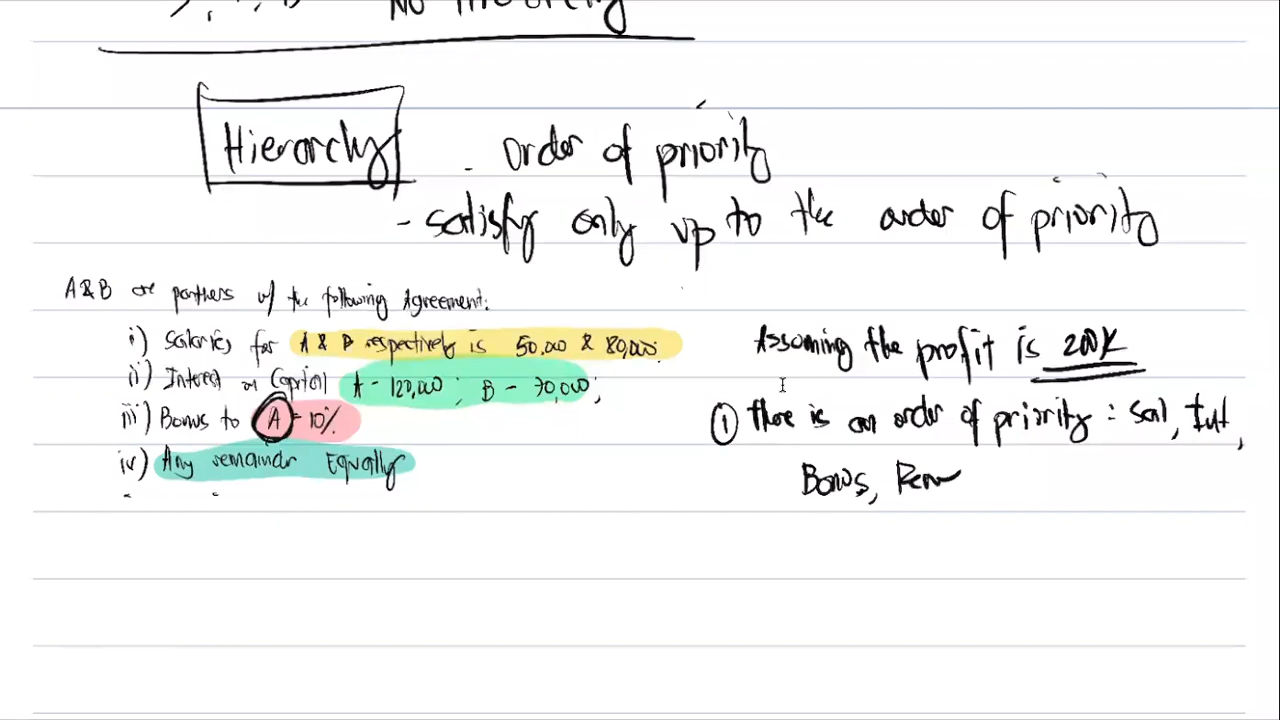 No Hierarchy
Hierarchy - Order of priority
- satisfy only up to the order of priority
A & B are partners w/ the following Agreement:
i) Salaries for A & B respectively is 50,000 & 80,000.
ii) Interest on Capital A - 120,000 ; B - 70,000 ;
iii) Bonus to A - 10%
iv) Any remainder Equally
Assuming the profit is 200K
① there is an order of priority : Sal, Int,
Bonus, Rem